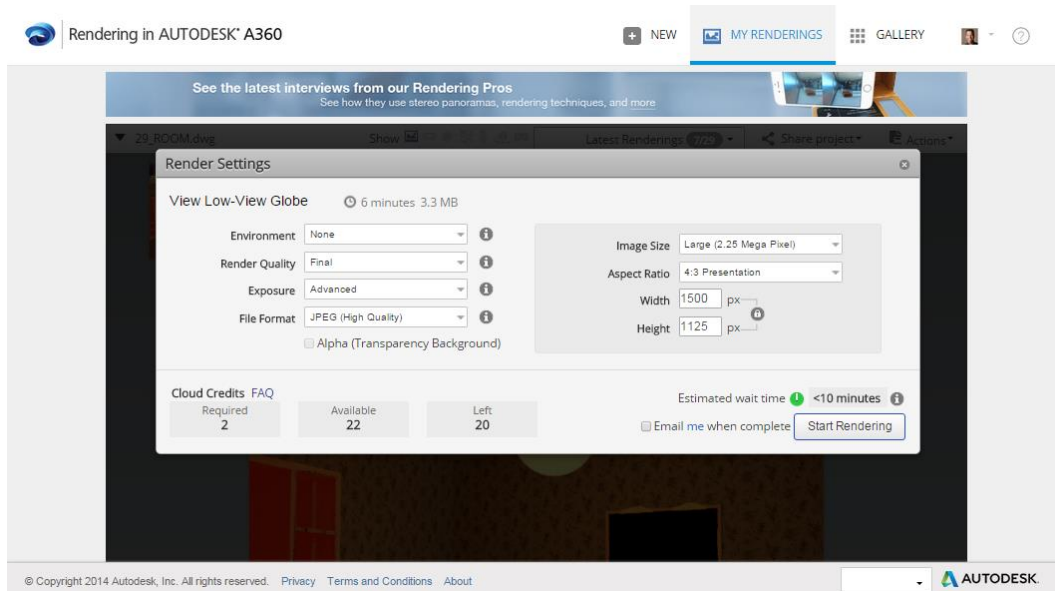 Rendering in AUTODESK® A360
NEW
MY RENDERINGS
GALLERY
See the latest interviews from our Rendering Pros
See how they use stereo panoramas, rendering techniques, and more
29_ROOM.dwg
Show
Latest Renderings 7/29
Share project
Actions
Render Settings
View Low-View Globe 6 minutes 3.3 MB
Environment None
Render Quality Final
Exposure Advanced
File Format JPEG (High Quality)
Alpha (Transparency Background)
Image Size Large (2.25 Mega Pixel)
Aspect Ratio 4:3 Presentation
Width 1500 px
Height 1125 px
Cloud Credits FAQ
Required Available Left
2 22 20
Estimated wait time <10 minutes
Email me when complete Start Rendering
© Copyright 2014 Autodesk, Inc. All rights reserved. Privacy Terms and Conditions About
AUTODESK.